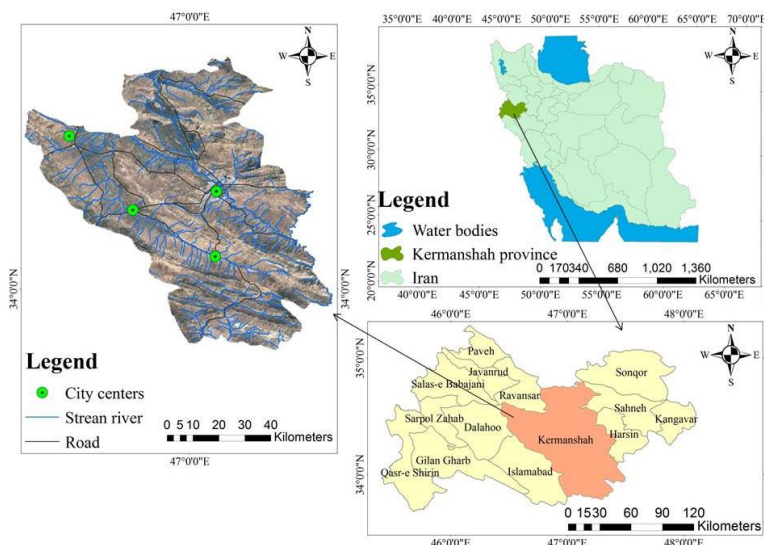 47°0'0"E
N
W E
S
34°0'0"N
34°0'0"N
Legend
City centers
Strean river
Road
0 5 10 20 30 40
Kilometers
47°0'0"E
35°0'0"E 40°0'0"E 45°0'0"E 50°0'0"E 55°0'0"E 60°0'0"E 65°0'0"E 70°0'0"E
N
W E
S
35°0'0"N
30°0'0"N
25°0'0"N
20°0'0"N
Legend
Water bodies
Kermanshah province
Iran
0 170340 680 1,020 1,360
Kilometers
40°0'0"E 45°0'0"E 50°0'0"E 55°0'0"E 60°0'0"E 65°0'0"E
46°0'0"E 47°0'0"E 48°0'0"E
N
W E
S
35°0'0"N
34°0'0"N
Paveh
Javanrud
Salas-e Babajani
Ravansar
Sonqor
Sarpol Zahab
Dalahoo
Sahneh
Kangavar
Kermanshah
Harsin
Gilan Gharb
Qasr-e Shirin
Islamabad
0 1530 60 90 120
Kilometers
46°0'0"E 47°0'0"E 48°0'0"E